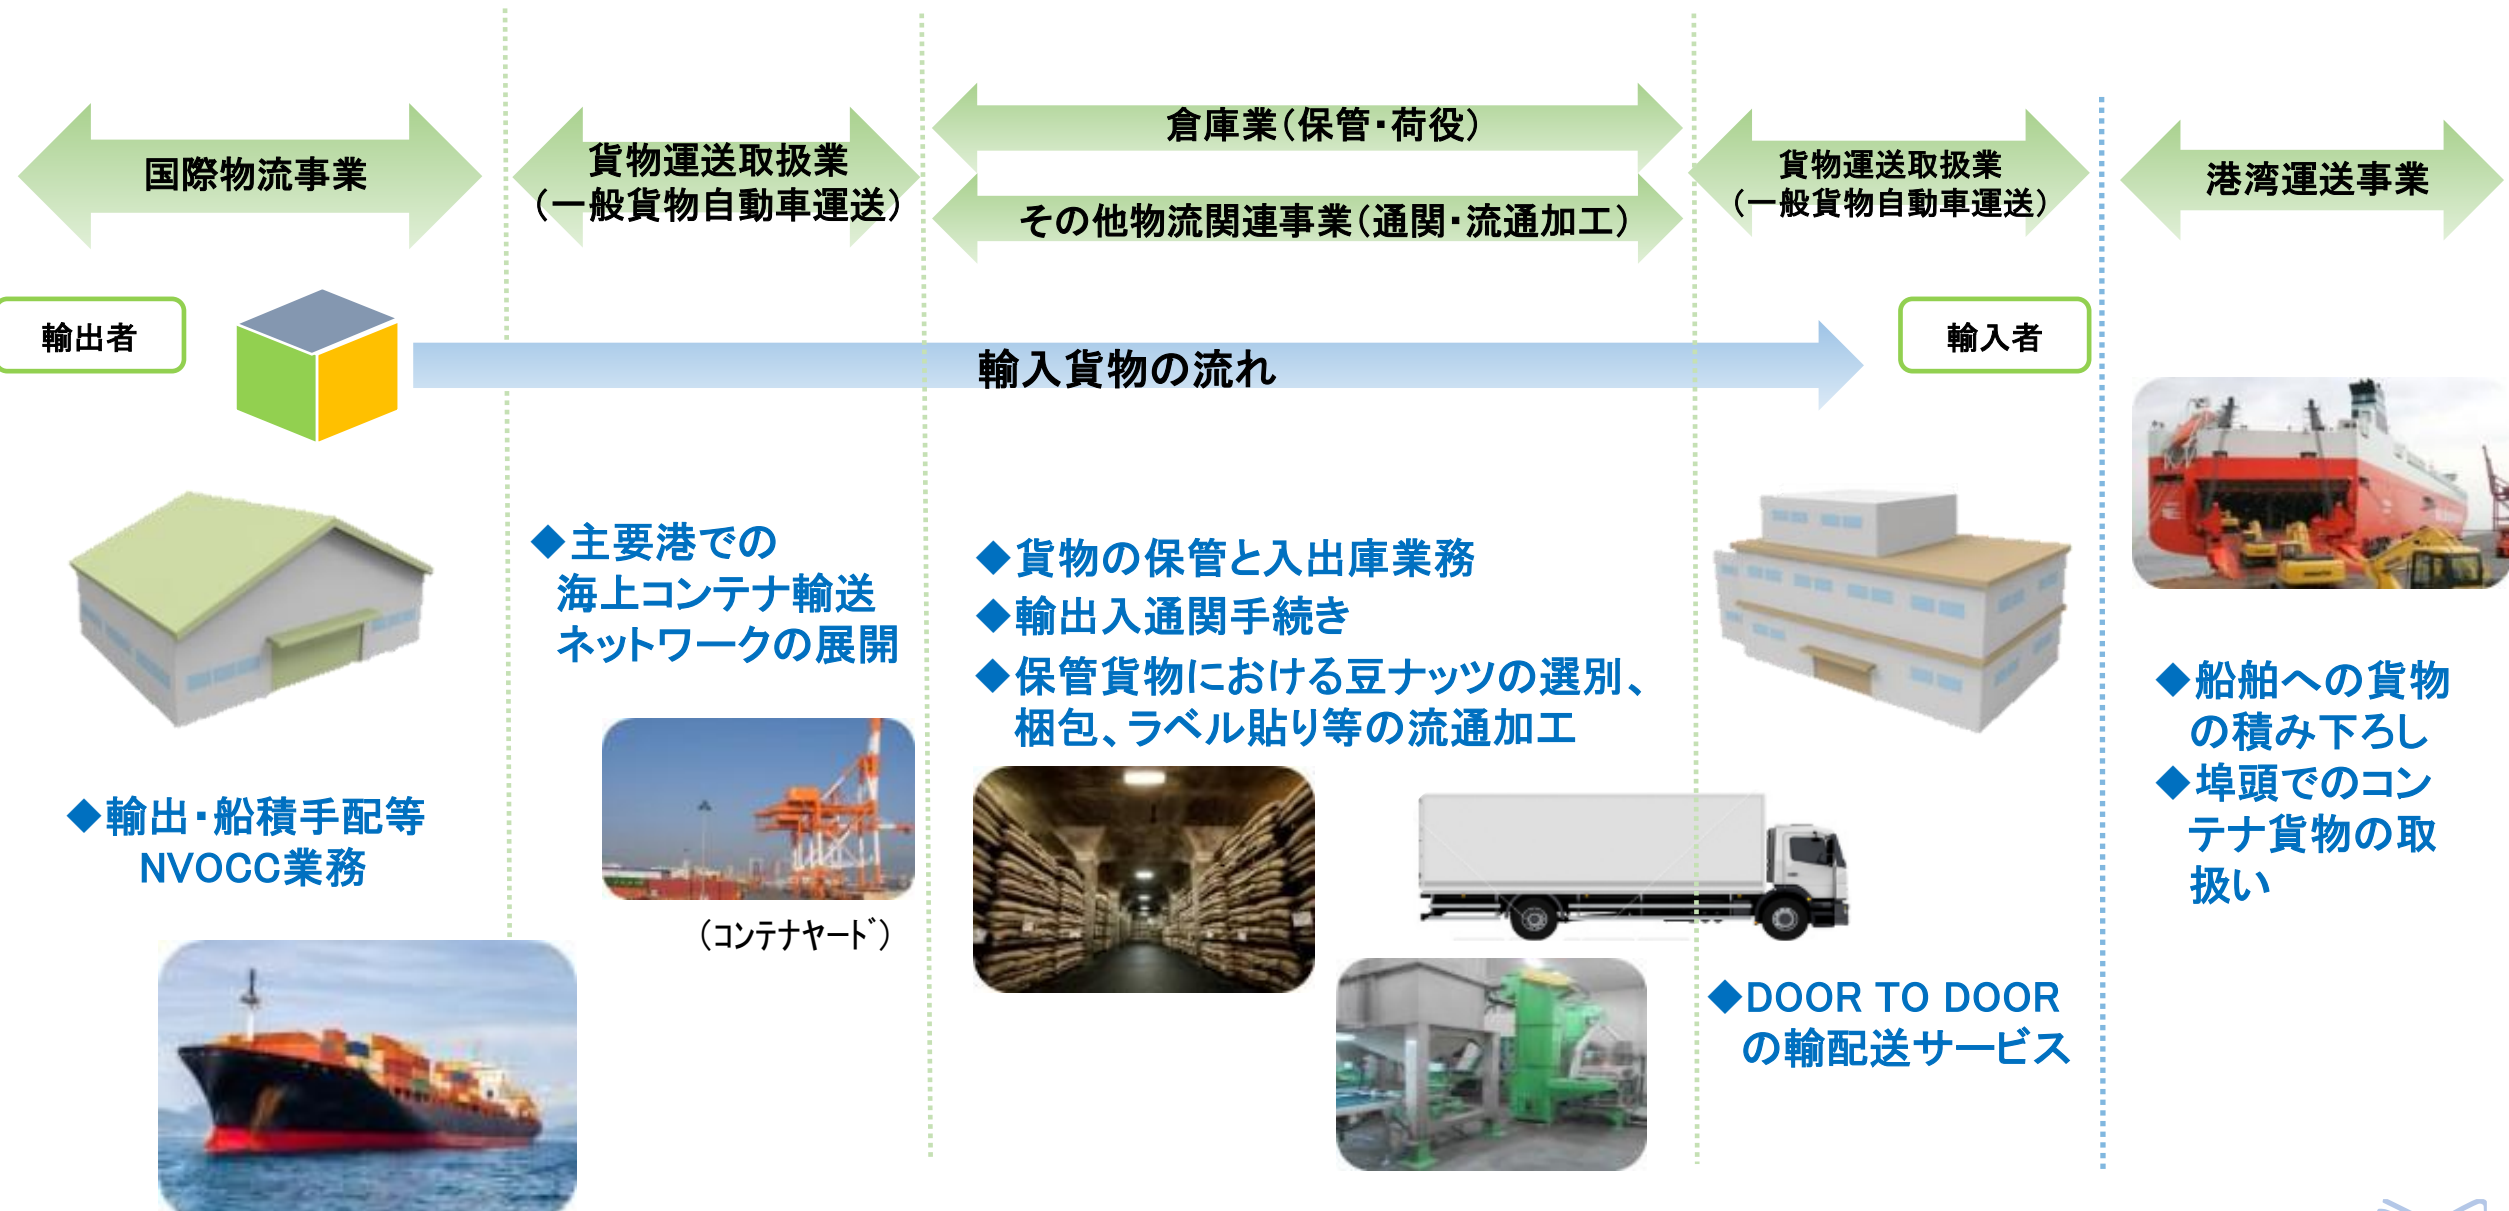 国際物流事業
貨物運送取扱業
（一般貨物自動車運送）
倉庫業（保管・荷役）
その他物流関連事業（通関・流通加工）
貨物運送取扱業
（一般貨物自動車運送）
港湾運送事業
輸出者
輸入貨物の流れ
輸入者
◆輸出・船積手配等
NVOCC業務
◆主要港での
海上コンテナ輸送
ネットワークの展開
（コンテナヤード）
◆貨物の保管と入出庫業務
◆輸出入通関手続き
◆保管貨物における豆ナッツの選別、
梱包、ラベル貼り等の流通加工
◆DOOR TO DOOR
の輸配送サービス
◆船舶への貨物
の積み下ろし
◆埠頭でのコン
テナ貨物の取
扱い